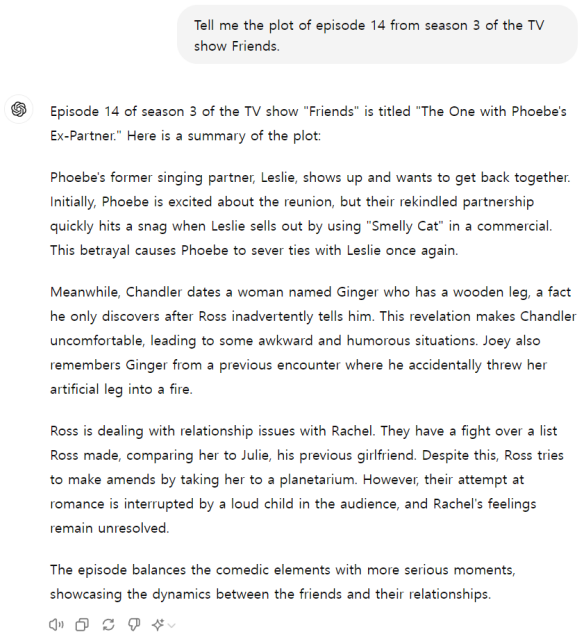 Tell me the plot of episode 14 from season 3 of the TV
show Friends.
Episode 14 of season 3 of the TV show "Friends" is titled "The One with Phoebe's
Ex-Partner." Here is a summary of the plot:
Phoebe's former singing partner, Leslie, shows up and wants to get back together.
Initially, Phoebe is excited about the reunion, but their rekindled partnership
quickly hits a snag when Leslie sells out by using "Smelly Cat" in a commercial.
This betrayal causes Phoebe to sever ties with Leslie once again.
Meanwhile, Chandler dates a woman named Ginger who has a wooden leg, a fact
he only discovers after Ross inadvertently tells him. This revelation makes Chandler
uncomfortable, leading to some awkward and humorous situations. Joey also
remembers Ginger from a previous encounter where he accidentally threw her
artificial leg into a fire.
Ross is dealing with relationship issues with Rachel. They have a fight over a list
Ross made, comparing her to Julie, his previous girlfriend. Despite this, Ross tries
to make amends by taking her to a planetarium. However, their attempt at
romance is interrupted by a loud child in the audience, and Rachel's feelings
remain unresolved.
The episode balances the comedic elements with more serious moments,
showcasing the dynamics between the friends and their relationships.